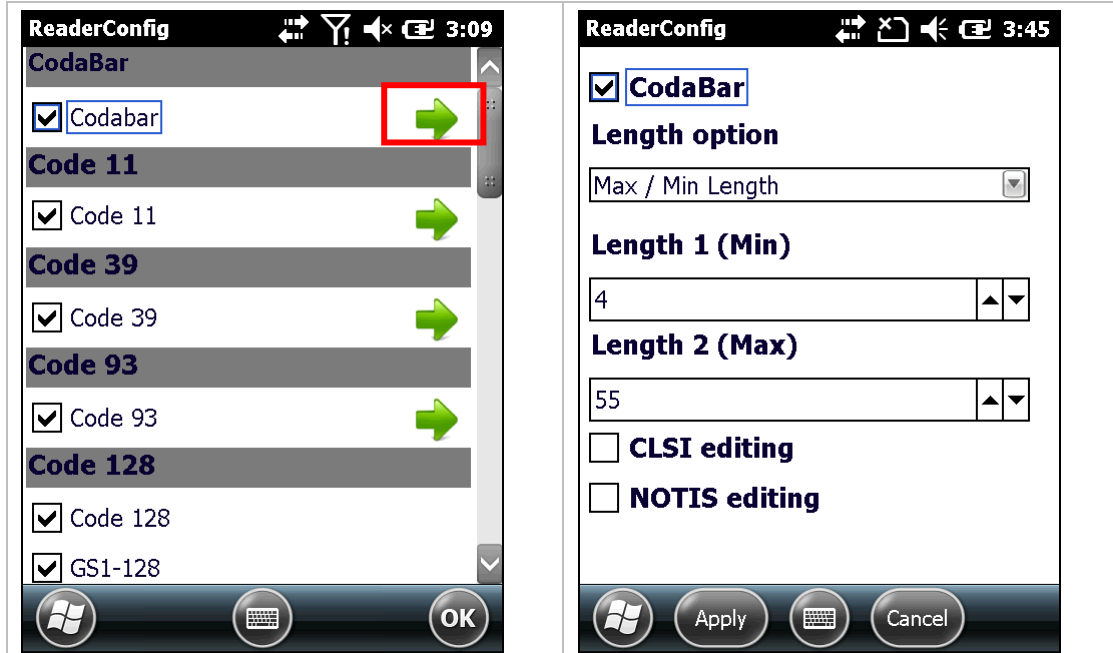 ReaderConfig 3:09
CodaBar
Codabar
Code 11
Code 11
Code 39
Code 39
Code 93
Code 93
Code 128
Code 128
GS1-128
OK
ReaderConfig 3:45
CodaBar
Length option
Max / Min Length
Length 1 (Min)
4
Length 2 (Max)
55
CLSI editing
NOTIS editing
Apply Cancel